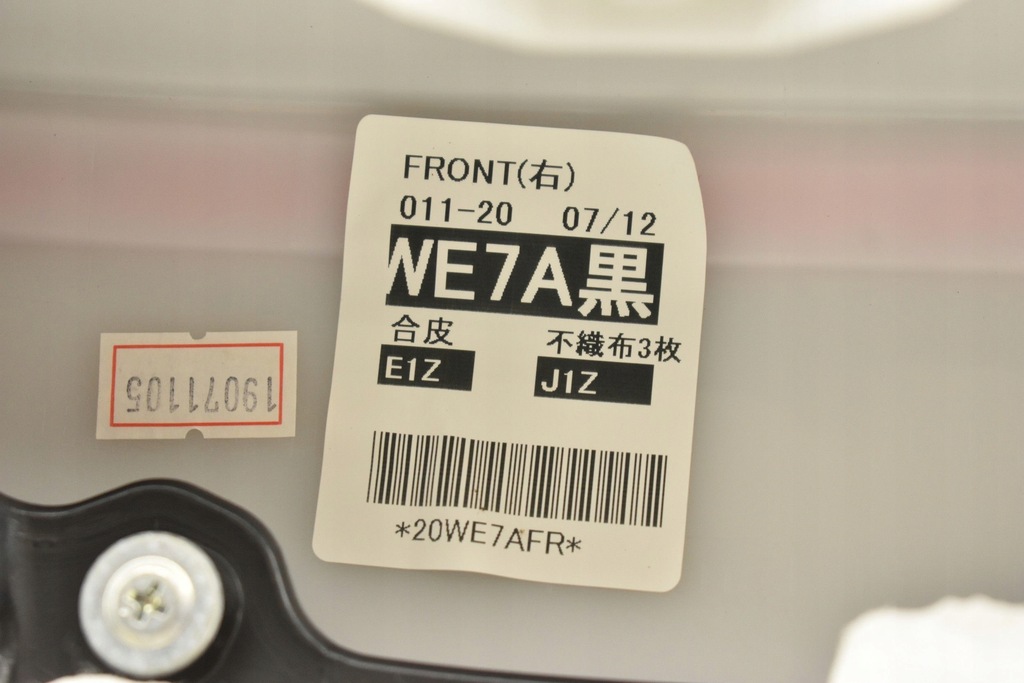 FRONT(右)
011-20 07/12
WE7A黒
合皮 不織布3枚
E1Z J1Z
*20WE7AFR*
19071105